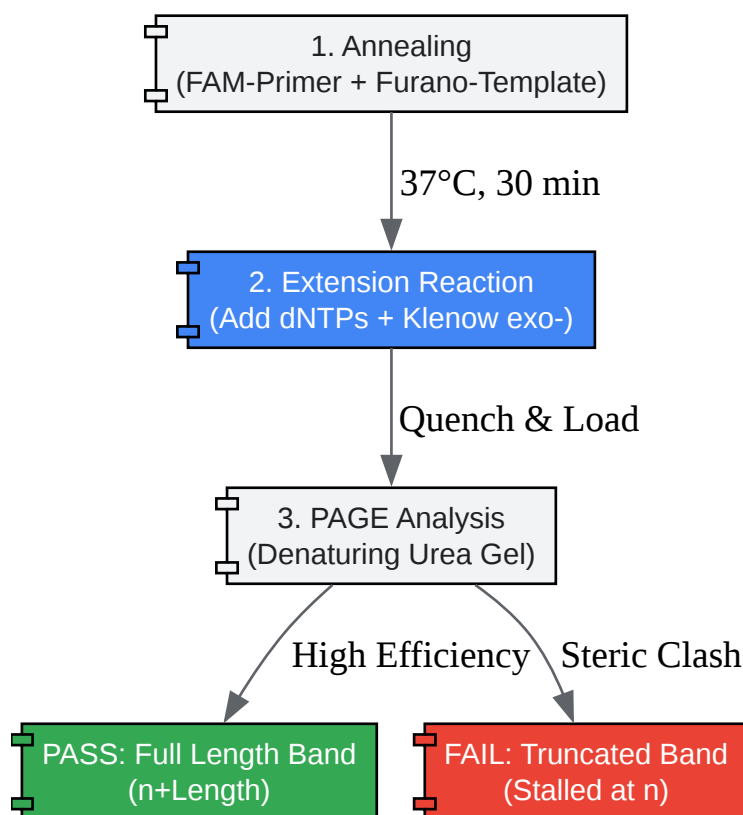 1. Annealing
(FAM-Primer + Furano-Template)
37°C, 30 min
2. Extension Reaction
(Add dNTPs + Klenow exo-)
Quench & Load
3. PAGE Analysis
(Denaturing Urea Gel)
High Efficiency
Steric Clash
PASS: Full Length Band
(n+Length)
FAIL: Truncated Band
(Stalled at n)